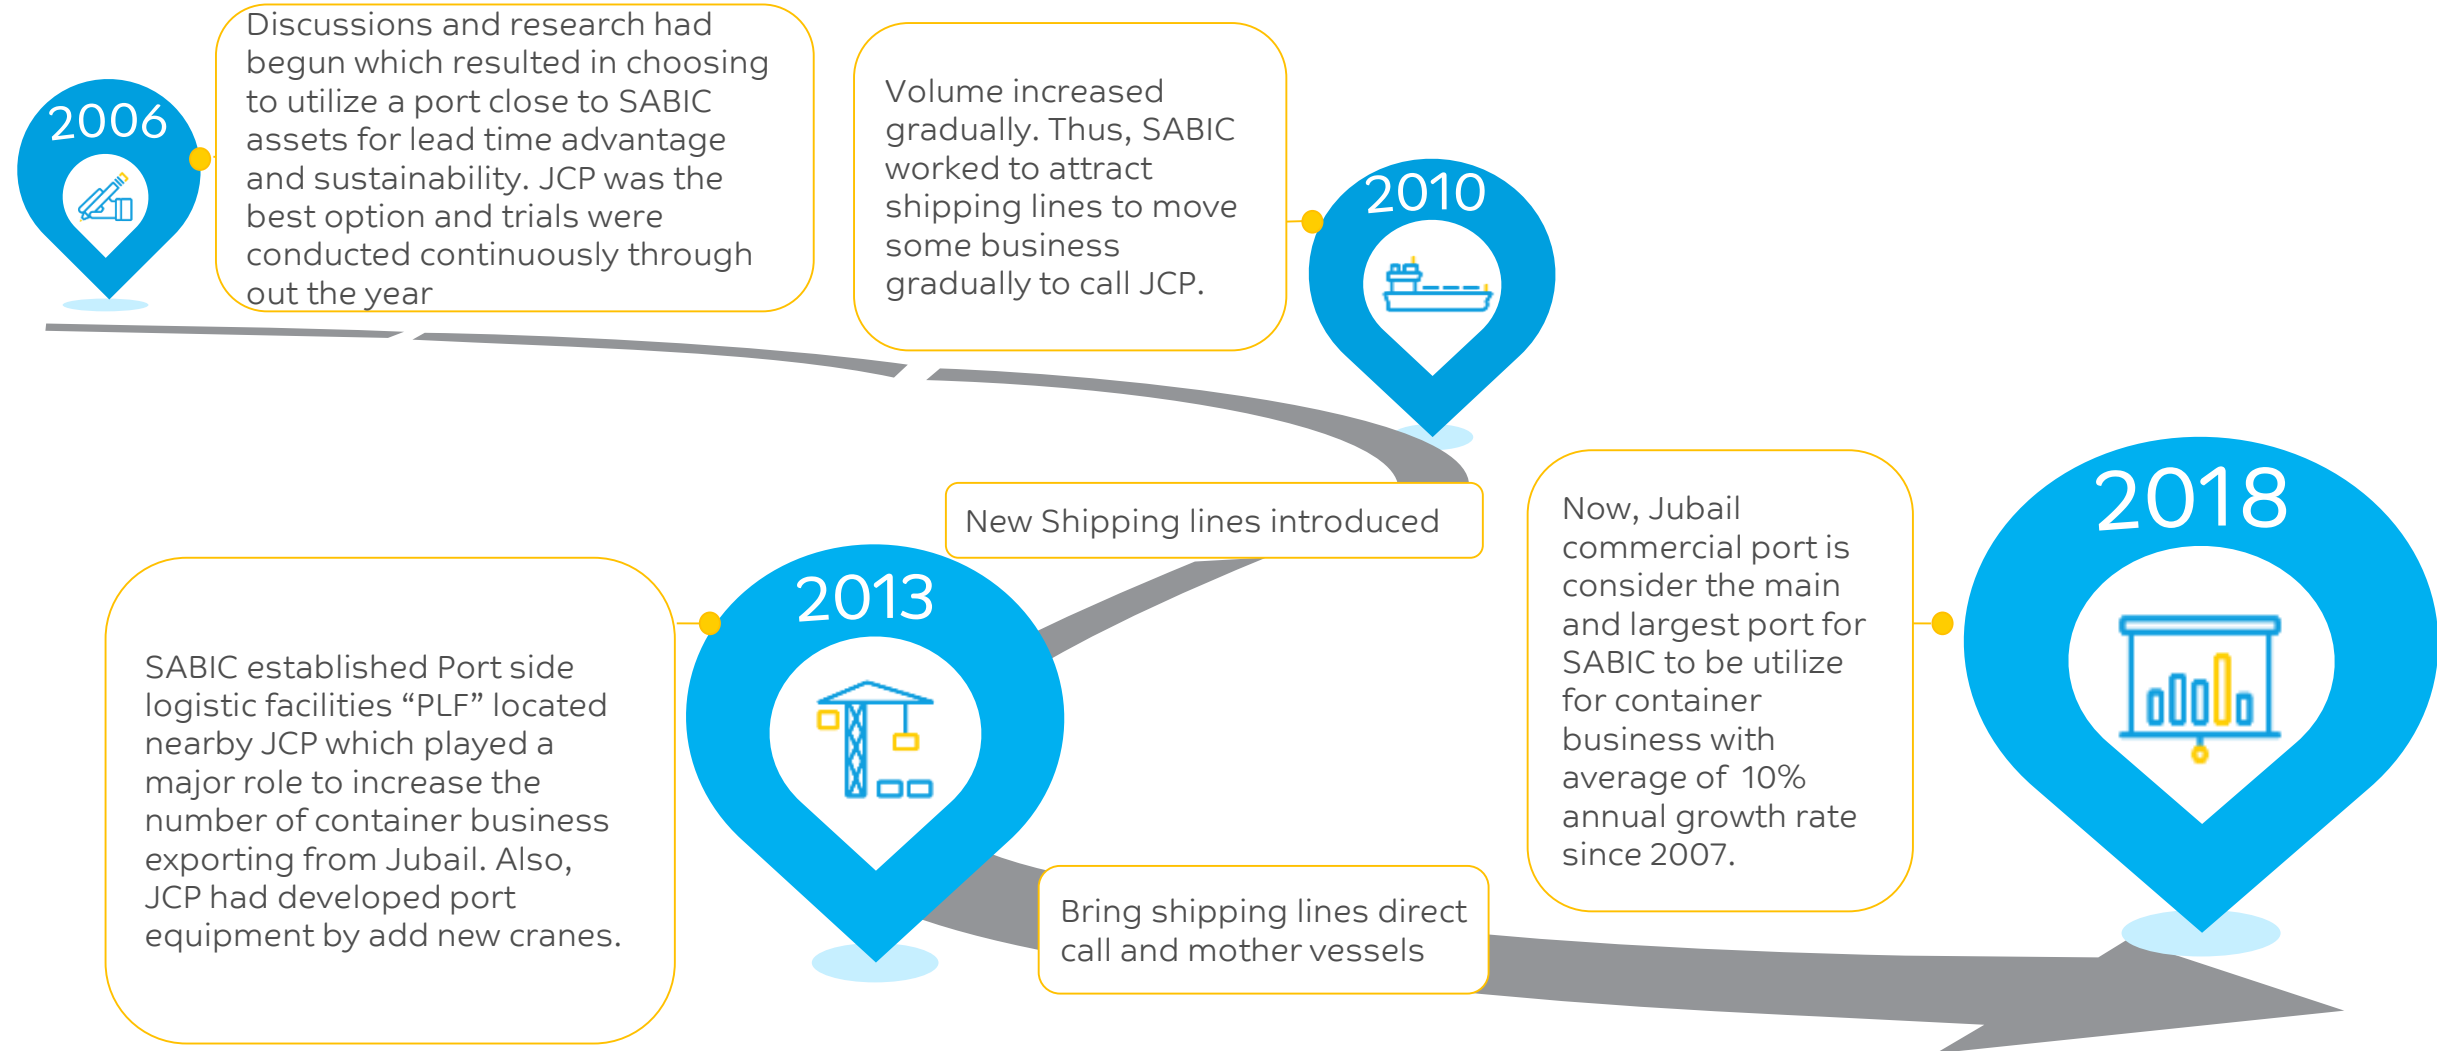 2006
Discussions and research had
begun which resulted in choosing
to utilize a port close to SABIC
assets for lead time advantage
and sustainability. JCP was the
best option and trials were
conducted continuously through
out the year
Volume increased
gradually. Thus, SABIC
worked to attract
shipping lines to move
some business
gradually to call JCP.
2010
New Shipping lines introduced
SABIC established Port side
logistic facilities “PLF” located
nearby JCP which played a
major role to increase the
number of container business
exporting from Jubail. Also,
JCP had developed port
equipment by add new cranes.
2013
Bring shipping lines direct
call and mother vessels
Now, Jubail
commercial port is
consider the main
and largest port for
SABIC to be utilize
for container
business with
average of 10%
annual growth rate
since 2007.
2018